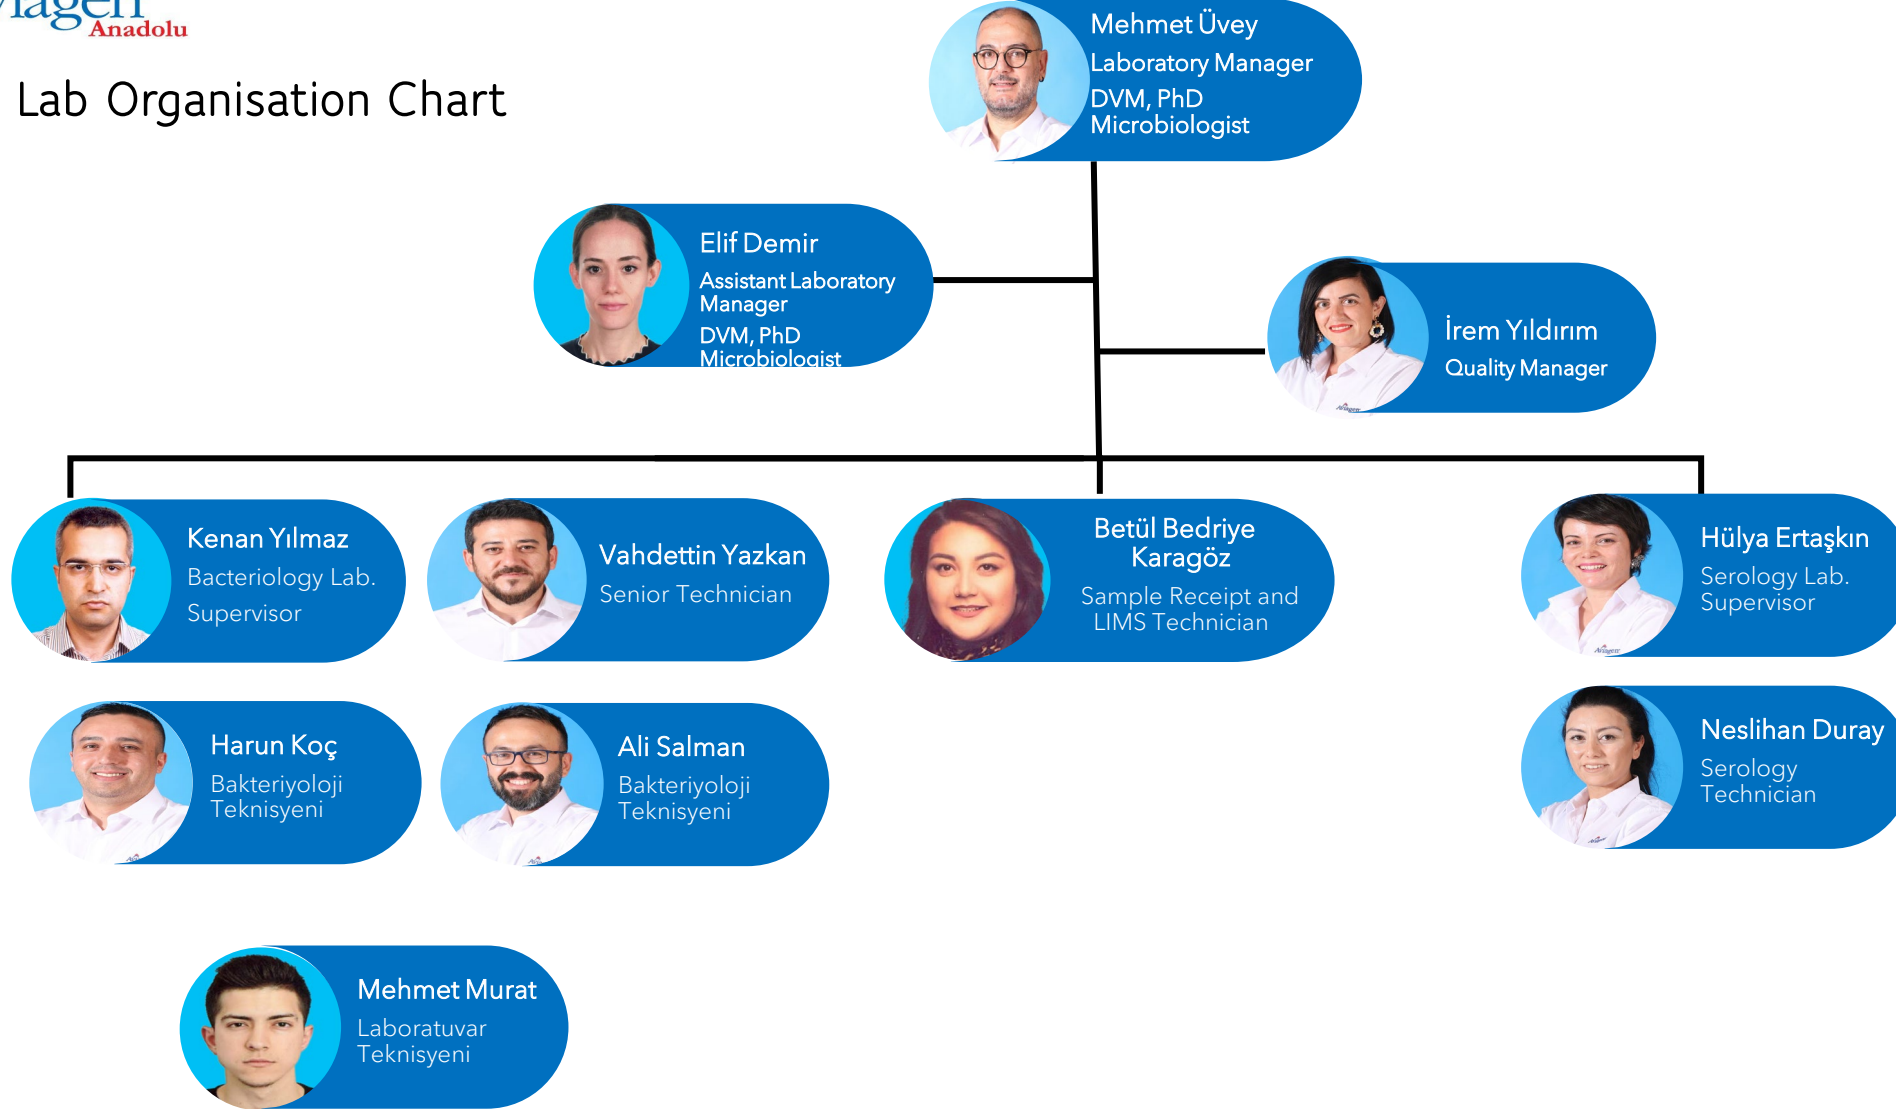 Anadolu
Lab Organisation Chart
Mehmet Üvey
Laboratory Manager
DVM, PhD
Microbiologist
Elif Demir
Assistant Laboratory
Manager
DVM, PhD
Microbiologist
İrem Yıldırım
Quality Manager
Kenan Yılmaz
Bacteriology Lab.
Supervisor
Vahdettin Yazkan
Senior Technician
Betül Bedriye
Karagöz
Sample Receipt and
LIMS Technician
Hülya Ertaşkın
Serology Lab.
Supervisor
Harun Koç
Bakteriyoloji
Teknisyeni
Ali Salman
Bakteriyoloji
Teknisyeni
Neslihan Duray
Serology
Technician
Mehmet Murat
Laboratuvar
Teknisyeni